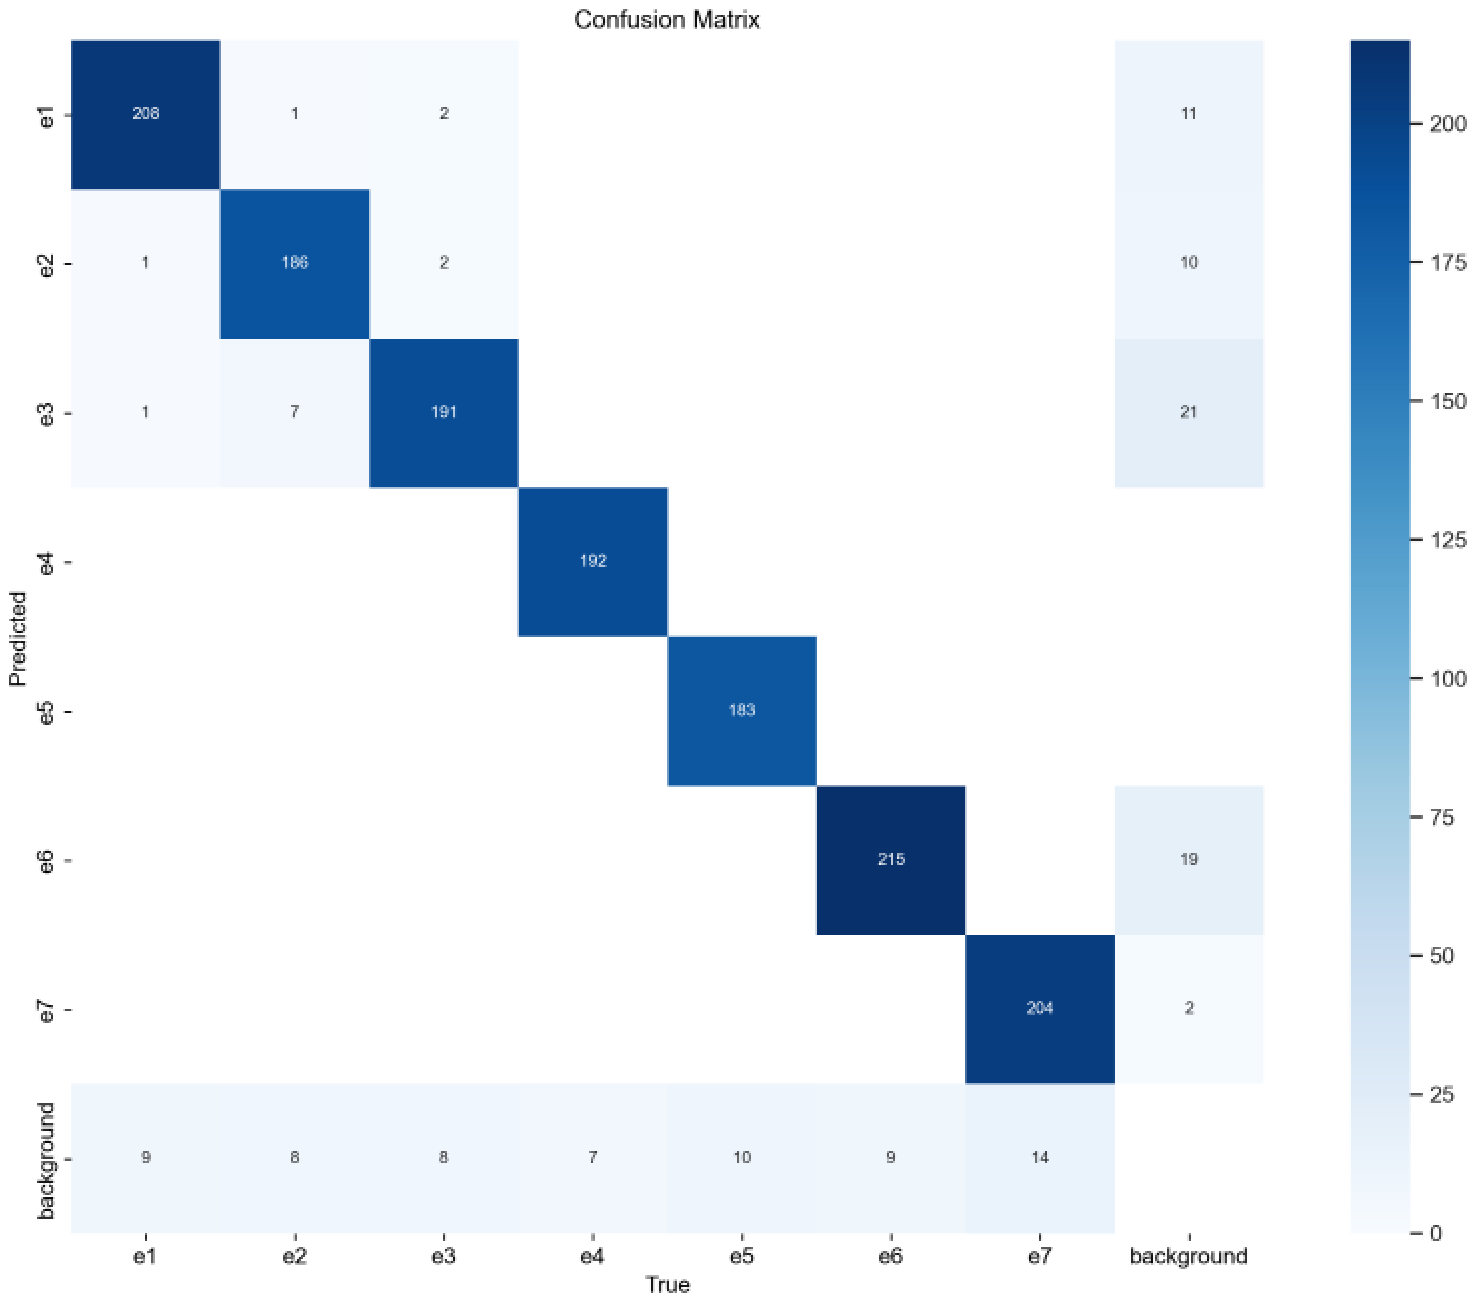 Confusion Matrix
e1 208 1 2 11
e2 1 186 2 10
e3 1 7 191 21
e4 192
e5 183
e6 215 19
e7 204 2
background 9 8 8 7 10 9 14
e1 e2 e3 e4 e5 e6 e7 background
True
Predicted
200
175
150
125
100
75
50
25
0